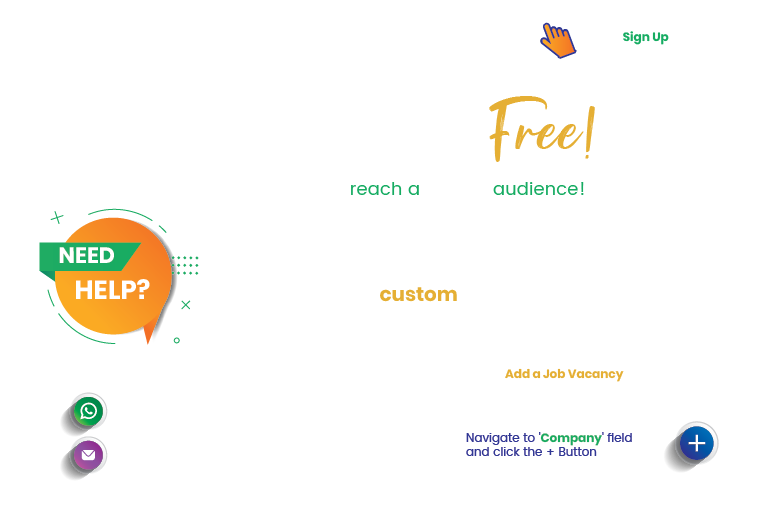 Sign Up
Free!
reach a audience!
NEED
HELP?
custom
Add a Job Vacancy
Navigate to 'Company' field
and click the + Button